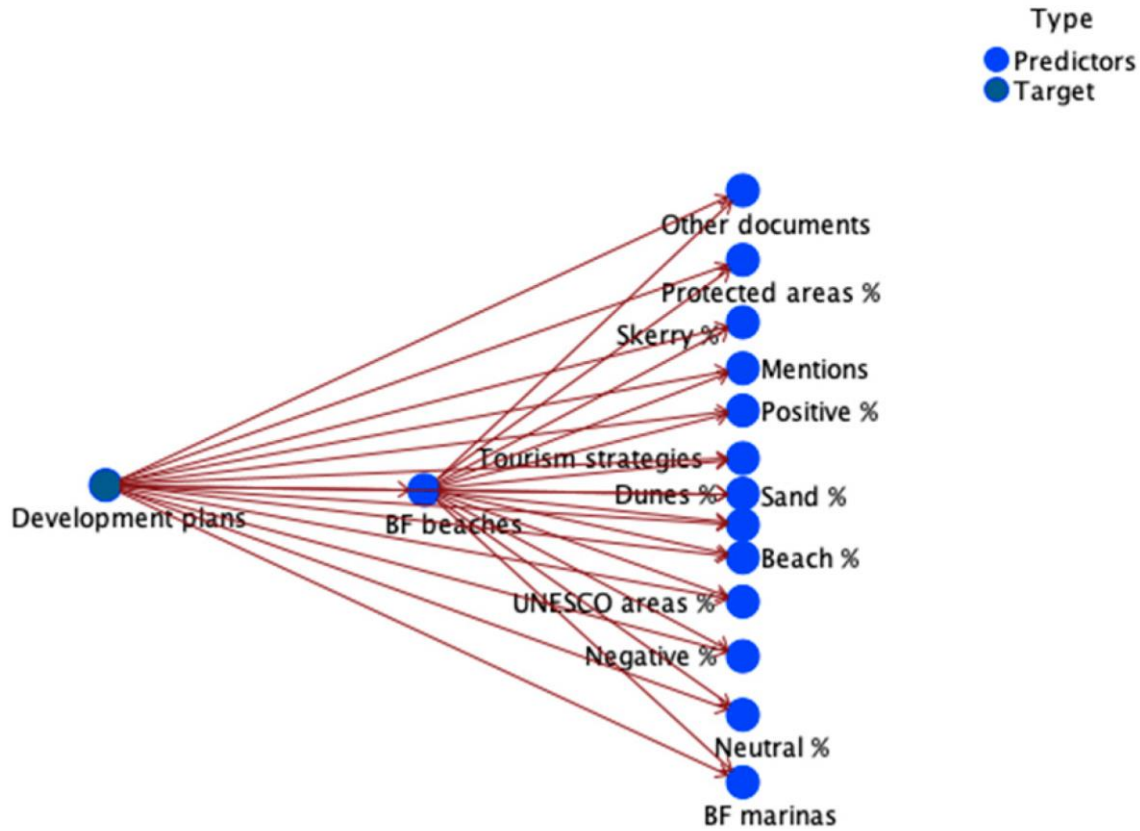 Type
Predictors
Target
Other documents
Protected areas %
Skerry %
Mentions
Positive %
Tourism strategies
Dunes % Sand %
Development plans BF beaches
Beach %
UNESCO areas %
Negative %
Neutral %
BF marinas